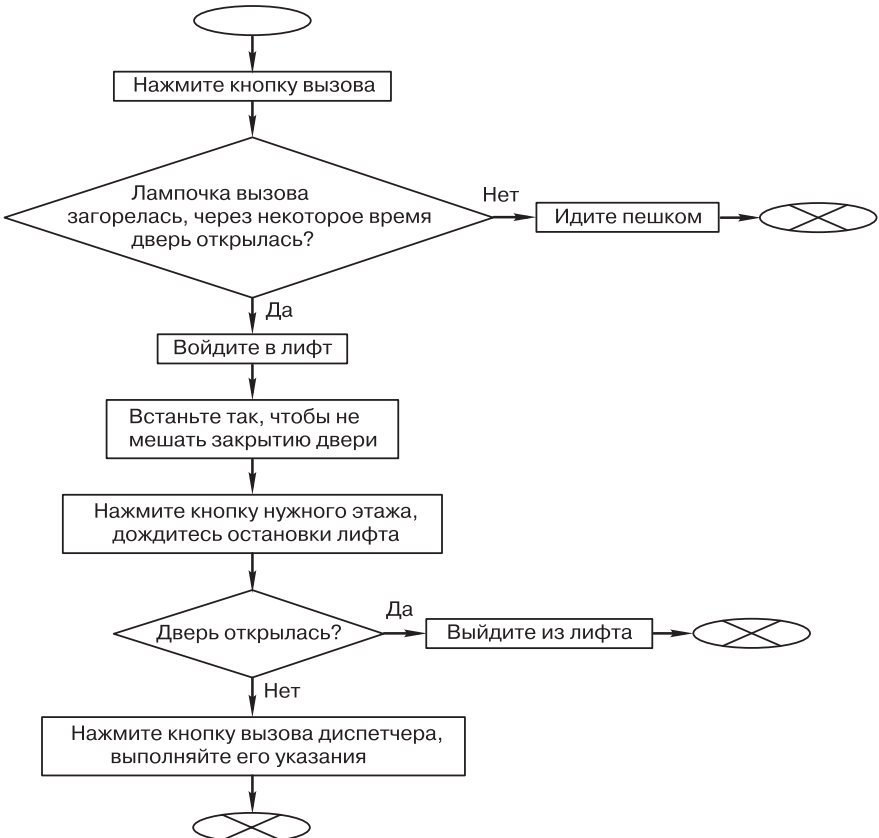 Нажмите кнопку вызова
Лампочка вызова
загорелась, через некоторое время
дверь открылась?
Нет
Идите пешком
Да
Войдите в лифт
Встаньте так, чтобы не
мешать закрытию двери
Нажмите кнопку нужного этажа,
дождитесь остановки лифта
Дверь открылась?
Да
Выйдите из лифта
Нет
Нажмите кнопку вызова диспетчера,
выполняйте его указания